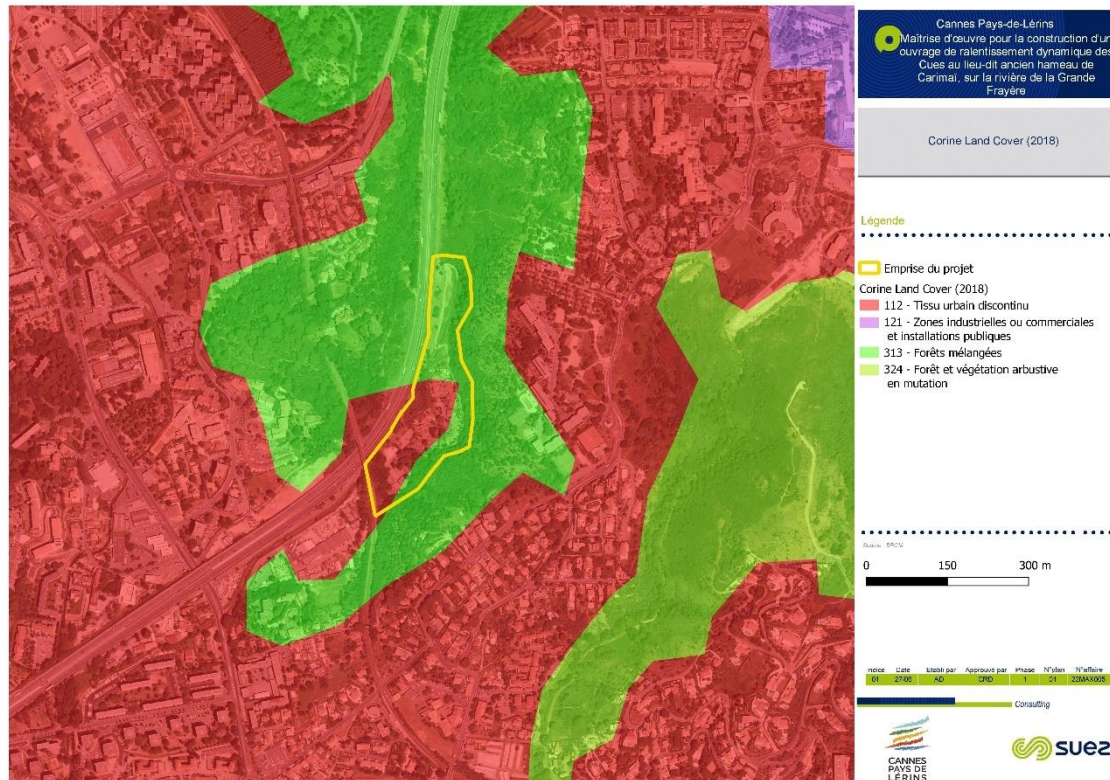 Cannes Pays-de-Lérins
Maîtrise d'œuvre pour la construction d'un
ouvrage de ralentissement dynamique des
Cues au lieu-dit ancien hameau de
Carimaï, sur la rivière de la Grande
Frayère
Corine Land Cover (2018)
Légende
Emprise du projet
Corine Land Cover (2018)
112 - Tissu urbain discontinu
121 - Zones industrielles ou commerciales
et installations publiques
313 - Forêts mélangées
324 - Forêt et végétation arbustive
en mutation
0 150 300 m
Indice Date Etabli par Approuvé par Phase N°plan N°affaire
01 27-06 AD CRD 1 01
Consulting
CANNES
PAYS DE
LÉRINS
suez